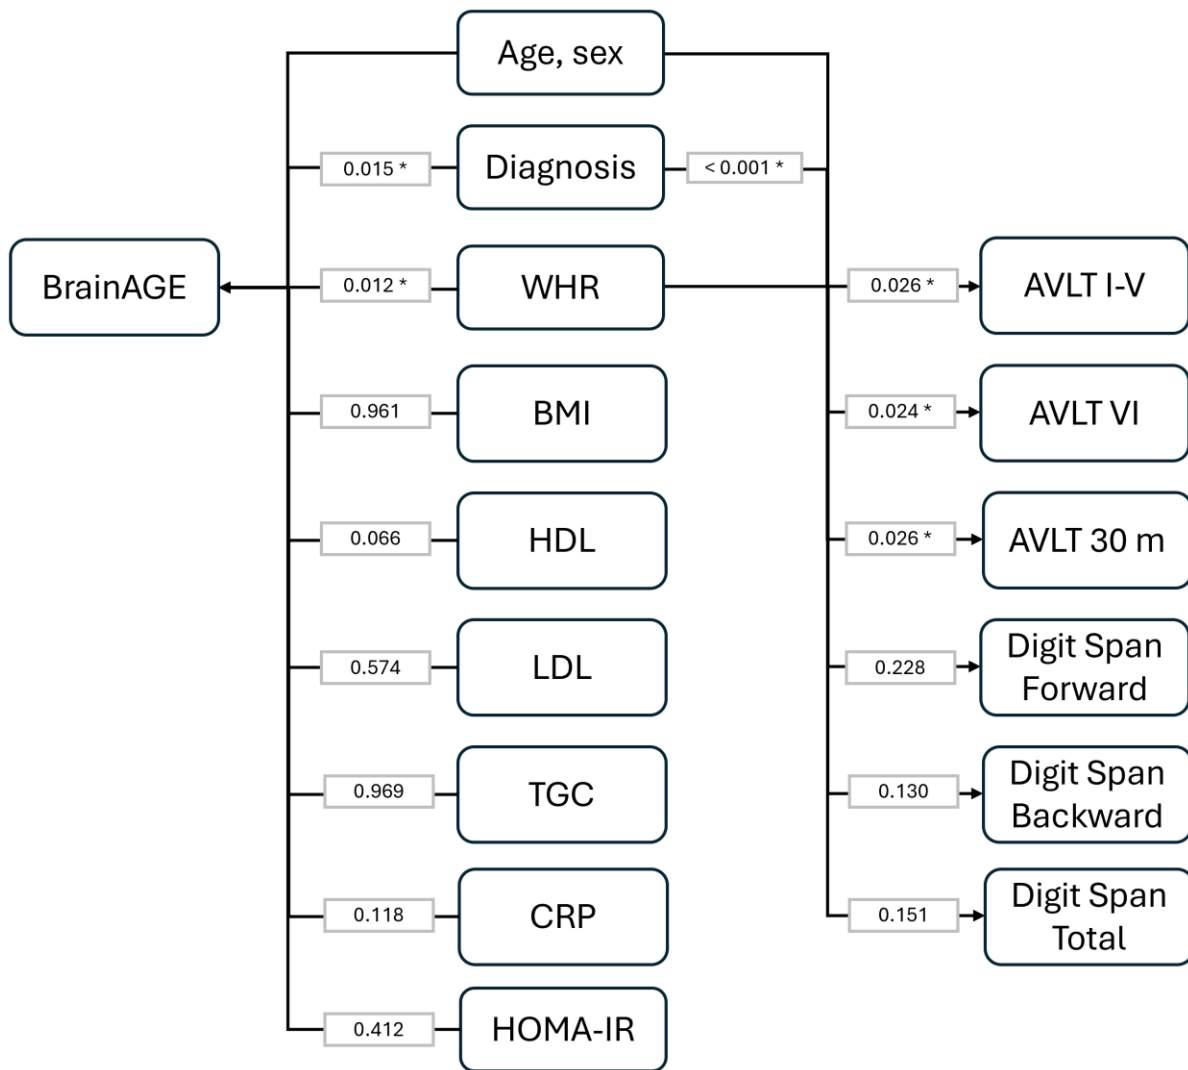 Age, sex
0.015 *
Diagnosis
< 0.001 *
BrainAGE
0.012 *
WHR
0.026 *
AVLT I-V
0.961
BMI
0.024 *
AVLT VI
0.066
HDL
0.026 *
AVLT 30 m
0.574
LDL
0.228
Digit Span
Forward
0.969
TGC
0.130
Digit Span
Backward
0.118
CRP
0.151
Digit Span
Total
0.412
HOMA-IR